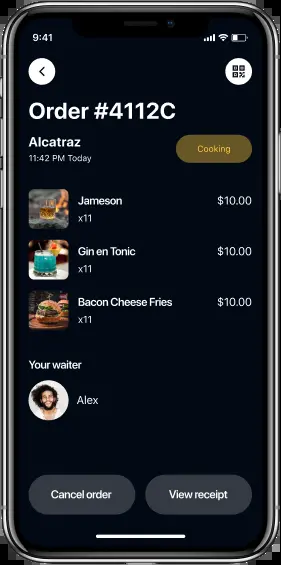 9:41
Order #4112C
Alcatraz
11:42 PM Today
Cooking
Jameson
$10.00
x11
Gin en Tonic
$10.00
x11
Bacon Cheese Fries
$10.00
x11
Your waiter
Alex
Cancel order
View receipt